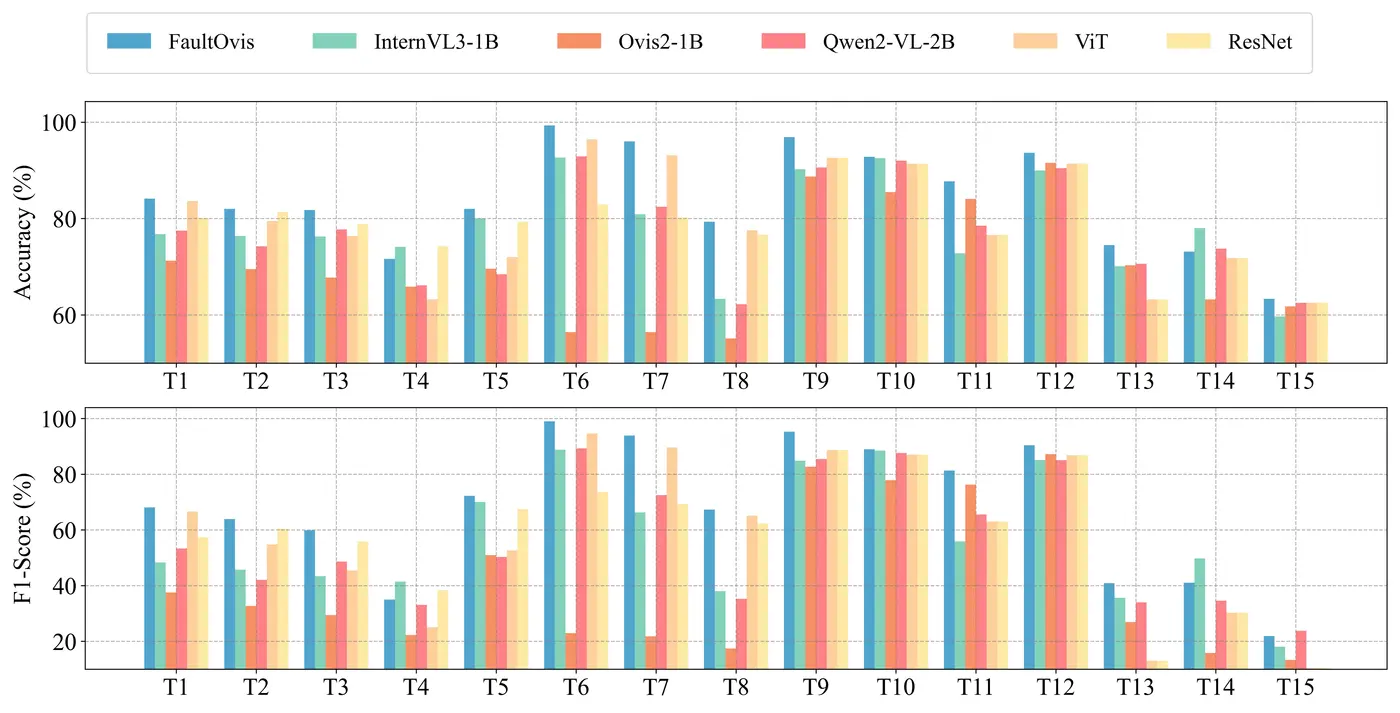 FaultOvis InternVL3-1B Ovis2-1B Qwen2-VL-2B ViT ResNet
Accuracy (%)
100
80
60
T1 T2 T3 T4 T5 T6 T7 T8 T9 T10 T11 T12 T13 T14 T15
F1-Score (%)
100
80
60
40
20
T1 T2 T3 T4 T5 T6 T7 T8 T9 T10 T11 T12 T13 T14 T15